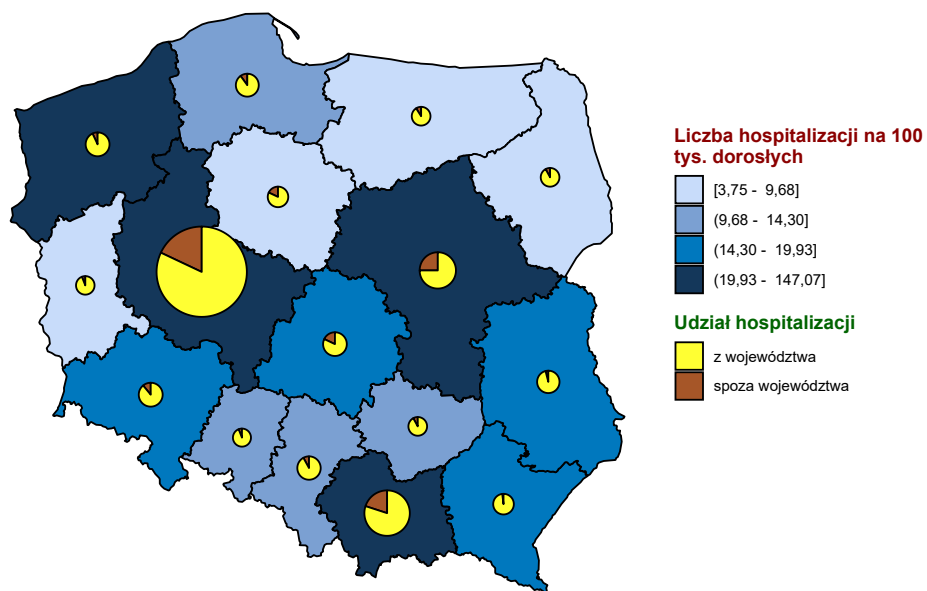 Liczba hospitalizacji na 100
tys. dorosłych
[3,75 - 9,68]
(9,68 - 14,30]
(14,30 - 19,93]
(19,93 - 147,07]
Udział hospitalizacji
z województwa
spoza województwa